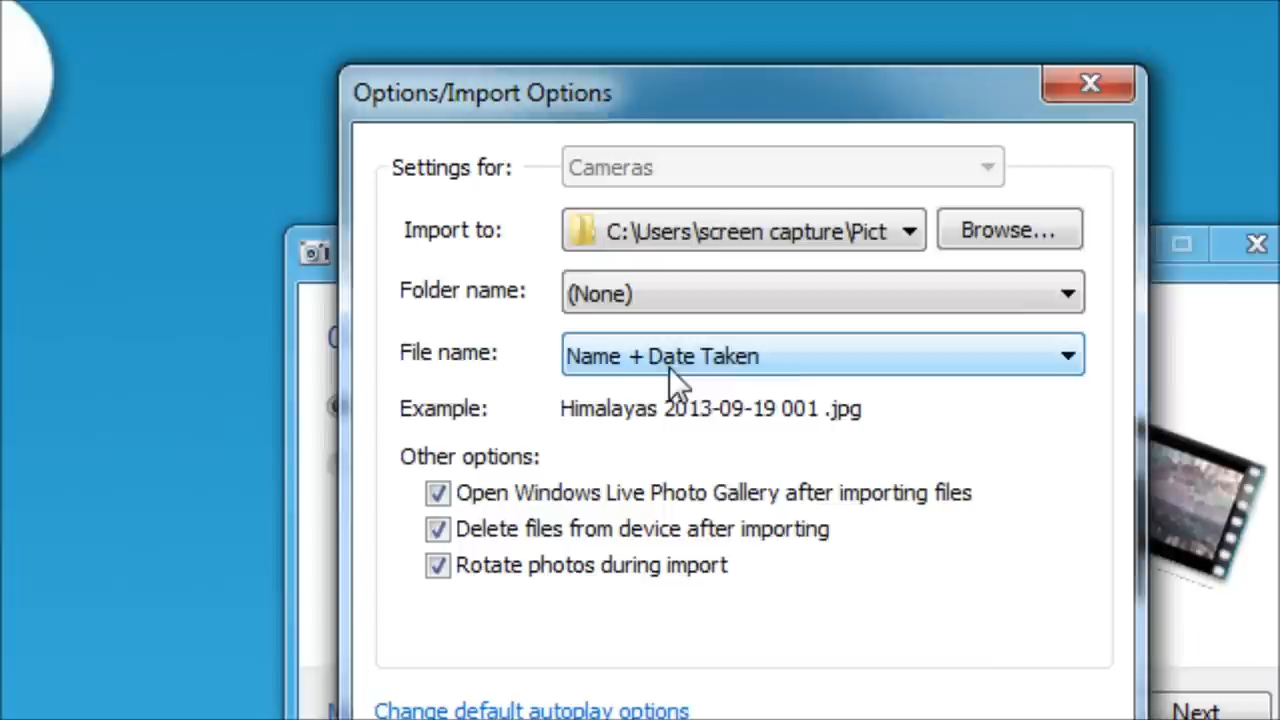 Options/Import Options
Settings for: Cameras
Import to: C:\Users\screen capture\Pict Browse...
Folder name: (None)
File name: Name + Date Taken
Example: Himalayas 2013-09-19 001 .jpg
Other options:
Open Windows Live Photo Gallery after importing files
Delete files from device after importing
Rotate photos during import
Change default autoplay options
Next